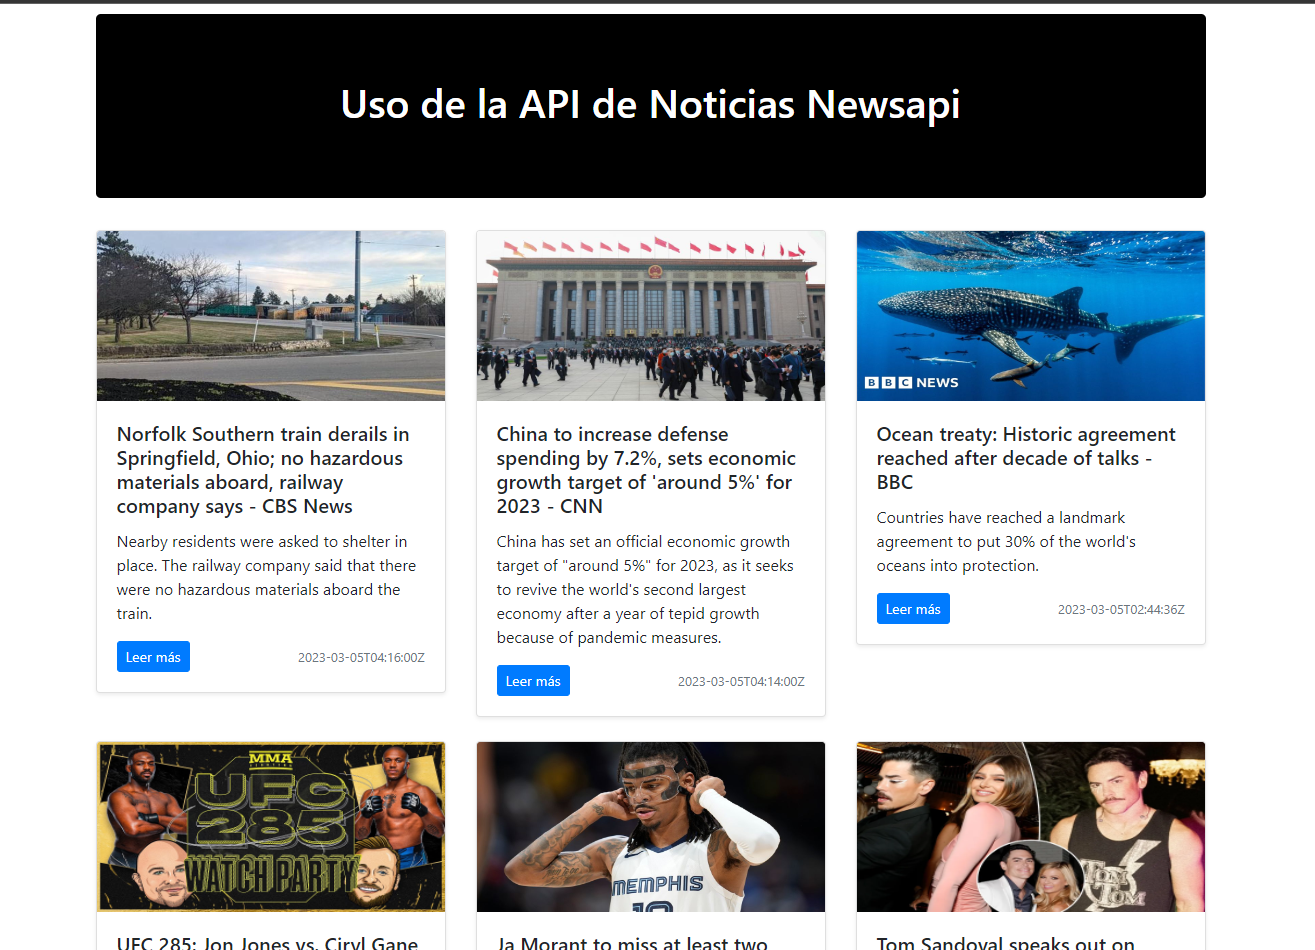 Uso de la API de Noticias Newsapi
BBC NEWS
Norfolk Southern train derails in
Springfield, Ohio; no hazardous
materials aboard, railway
company says - CBS News
Nearby residents were asked to shelter in
place. The railway company said that there
were no hazardous materials aboard the
train.
Leer más
2023-03-05T04:16:00Z
China to increase defense
spending by 7.2%, sets economic
growth target of 'around 5%' for
2023 - CNN
China has set an official economic growth
target of "around 5%" for 2023, as it seeks
to revive the world's second largest
economy after a year of tepid growth
because of pandemic measures.
Leer más
2023-03-05T04:14:00Z
Ocean treaty: Historic agreement
reached after decade of talks -
BBC
Countries have reached a landmark
agreement to put 30% of the world's
oceans into protection.
Leer más
2023-03-05T02:44:36Z
MMA
UFC
285
WATCH PARTY
UFC 285: Jon Jones vs. Ciryl Gane
MEMPHIS
Ja Morant to miss at least two
TOM
TOM
Tom Sandoval speaks out on